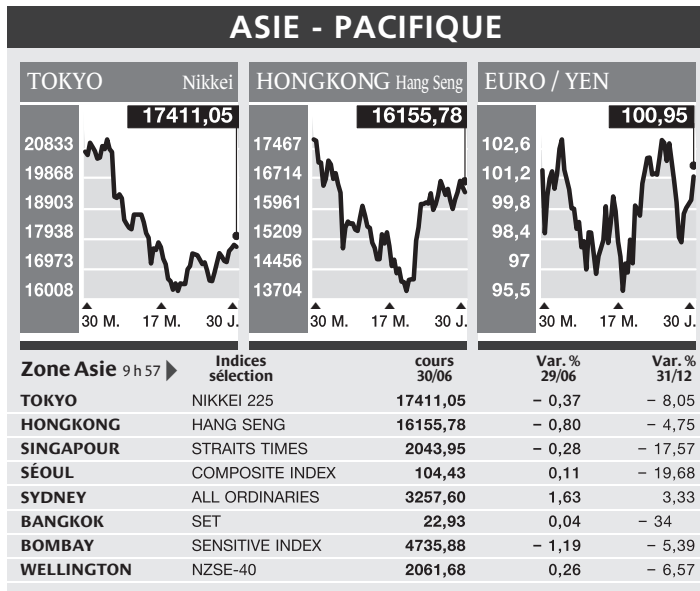 ASIE - PACIFIQUE
TOKYO Nikkei
17411,05
20833
19868
18903
17938
16973
16008
30 M. 17 M. 30 J.
HONGKONG Hang Seng
16155,78
17467
16714
15961
15209
14456
13704
30 M. 17 M. 30 J.
EURO / YEN
100,95
102,6
101,2
99,8
98,4
97
95,5
30 M. 17 M. 30 J.
Zone Asie 9 h 57 Indices sélection cours 30/06 Var. % 29/06 Var. % 31/12
TOKYO NIKKEI 225 17411,05 – 0,37 – 8,05
HONGKONG HANG SENG 16155,78 – 0,80 – 4,75
SINGAPOUR STRAITS TIMES 2043,95 – 0,28 – 17,57
SÉOUL COMPOSITE INDEX 104,43 0,11 – 19,68
SYDNEY ALL ORDINARIES 3257,60 1,63 3,33
BANGKOK SET 22,93 0,04 – 34
BOMBAY SENSITIVE INDEX 4735,88 – 1,19 – 5,39
WELLINGTON NZSE-40 2061,68 0,26 – 6,57